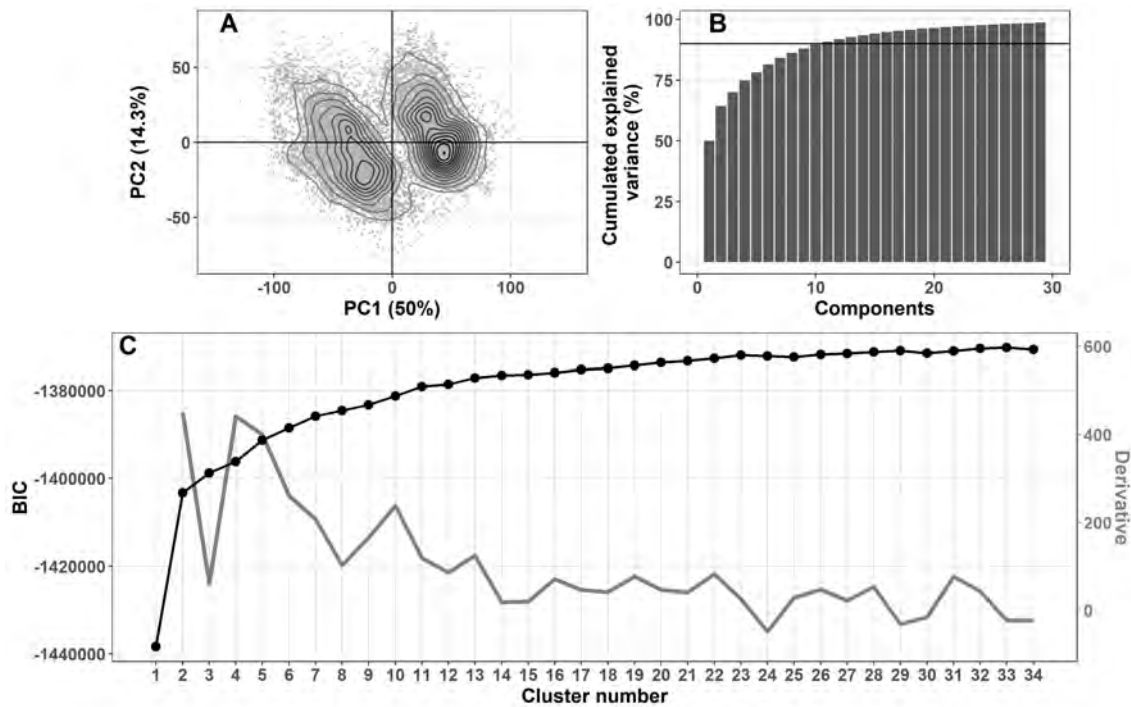 A
50
0
-50
PC2 (14.3%)
-100
0
100
PC1 (50%)
B
100
75
50
25
0
Cumulated explained
variance (%)
0
10
20
30
Components
C
-1380000
-1400000
-1420000
-1440000
BIC
600
400
200
0
Derivative
1 2 3 4 5 6 7 8 9 10 11 12 13 14 15 16 17 18 19 20 21 22 23 24 25 26 27 28 29 30 31 32 33 34
Cluster number